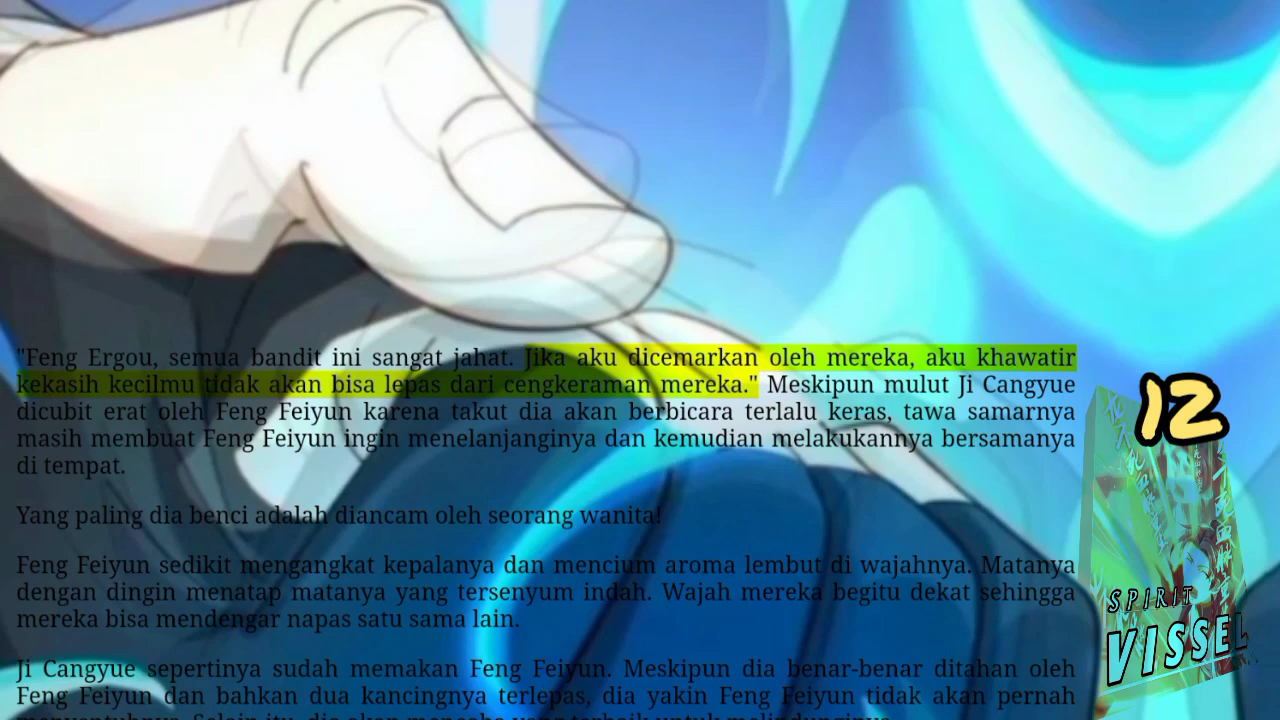 "Feng Ergou, semua bandit ini sangat jahat. Jika aku dicemarkan oleh mereka, aku khawatir
kekasih kecilmu tidak akan bisa lepas dari cengkeraman mereka." Meskipun mulut Ji Cangyue
dicubit erat oleh Feng Feiyun karena takut dia akan berbicara terlalu keras, tawa samarnya
masih membuat Feng Feiyun ingin menelanjanginya dan kemudian melakukannya bersamanya
di tempat.
Yang paling dia benci adalah diancam oleh seorang wanita!
Feng Feiyun sedikit mengangkat kepalanya dan mencium aroma lembut di wajahnya. Matanya
dengan dingin menatap matanya yang tersenyum indah. Wajah mereka begitu dekat sehingga
mereka bisa mendengar napas satu sama lain.
Ji Cangyue sepertinya sudah memakan Feng Feiyun. Meskipun dia benar-benar ditahan oleh
Feng Feiyun dan bahkan dua kancingnya terlepas, dia yakin Feng Feiyun tidak akan pernah
12
SPIRIT
VISSEL